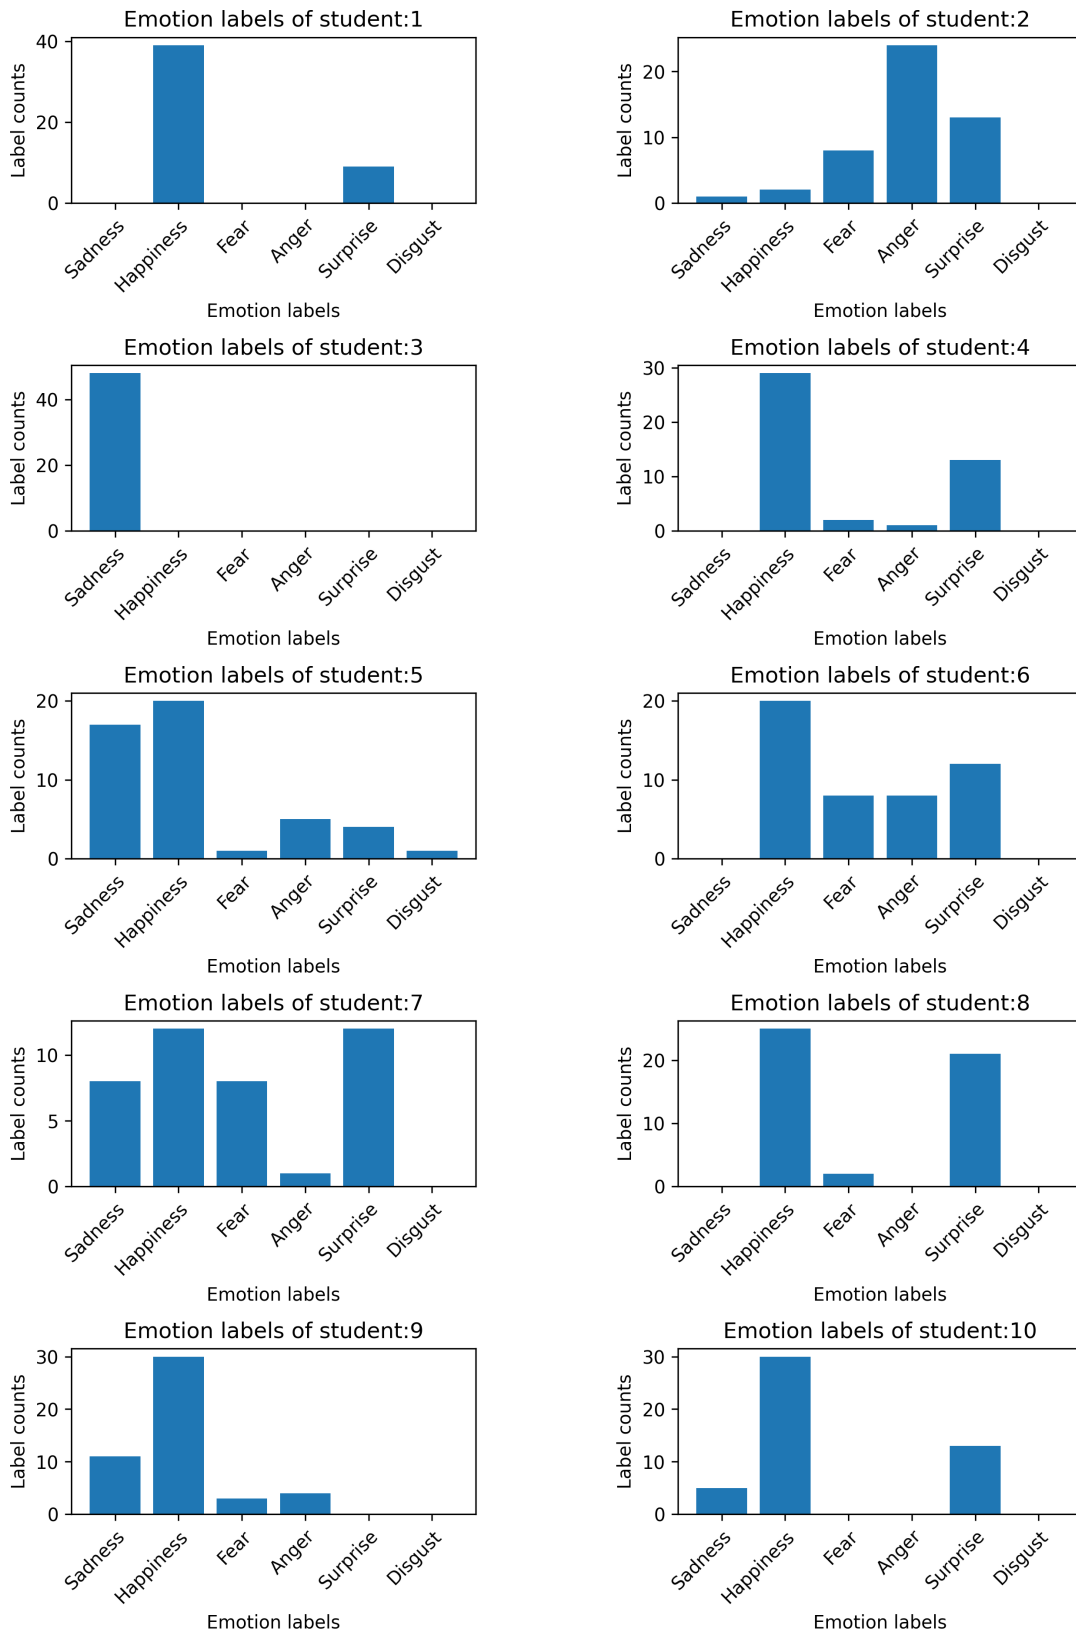 Emotion labels of student:1
Label counts
40
20
0
Sadness
Happiness
Fear
Anger
Surprise
Disgust
Emotion labels
Emotion labels of student:2
Label counts
20
10
0
Sadness
Happiness
Fear
Anger
Surprise
Disgust
Emotion labels
Emotion labels of student:3
Label counts
40
20
0
Sadness
Happiness
Fear
Anger
Surprise
Disgust
Emotion labels
Emotion labels of student:4
Label counts
30
20
10
0
Sadness
Happiness
Fear
Anger
Surprise
Disgust
Emotion labels
Emotion labels of student:5
Label counts
20
10
0
Sadness
Happiness
Fear
Anger
Surprise
Disgust
Emotion labels
Emotion labels of student:6
Label counts
20
10
0
Sadness
Happiness
Fear
Anger
Surprise
Disgust
Emotion labels
Emotion labels of student:7
Label counts
10
5
0
Sadness
Happiness
Fear
Anger
Surprise
Disgust
Emotion labels
Emotion labels of student:8
Label counts
20
10
0
Sadness
Happiness
Fear
Anger
Surprise
Disgust
Emotion labels
Emotion labels of student:9
Label counts
30
20
10
0
Sadness
Happiness
Fear
Anger
Surprise
Disgust
Emotion labels
Emotion labels of student:10
Label counts
30
20
10
0
Sadness
Happiness
Fear
Anger
Surprise
Disgust
Emotion labels